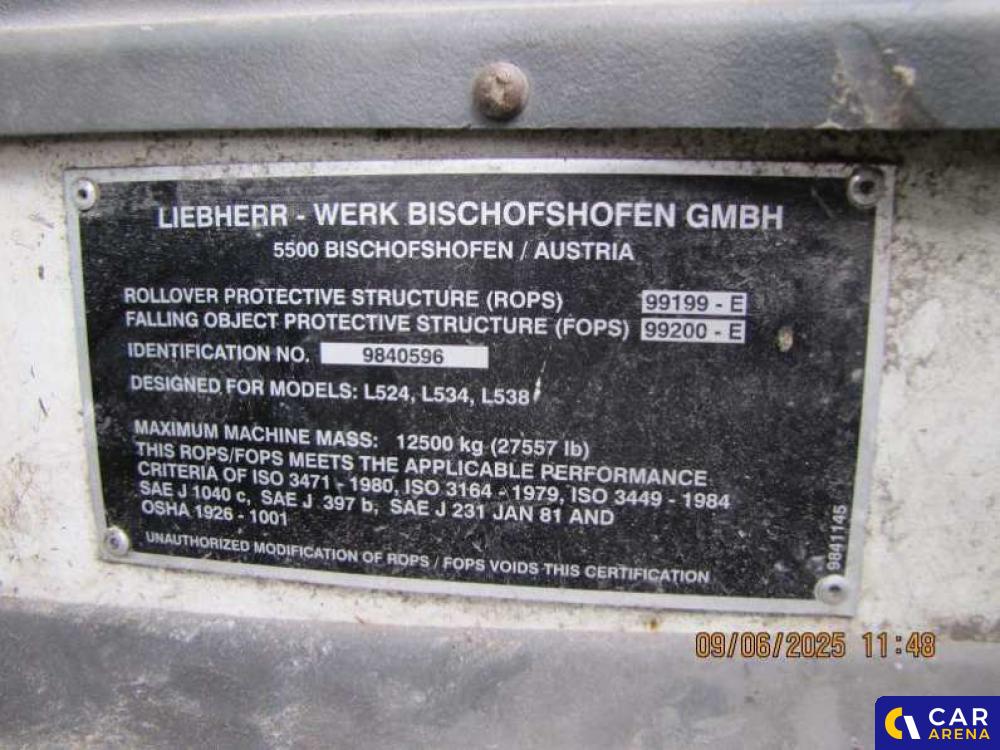 LIEBHERR - WERK BISCHOFSHOFEN GMBH
5500 BISCHOFSHOFEN / AUSTRIA
ROLLOVER PROTECTIVE STRUCTURE (ROPS) 99199 - E
FALLING OBJECT PROTECTIVE STRUCTURE (FOPS) 99200 - E
IDENTIFICATION NO. 9840596
DESIGNED FOR MODELS: L524, L534, L538
MAXIMUM MACHINE MASS: 12500 kg (27557 lb)
THIS ROPS/FOPS MEETS THE APPLICABLE PERFORMANCE
CRITERIA OF ISO 3471 - 1980, ISO 3164 - 1979, ISO 3449 - 1984
SAE J 1040 c, SAE J 397 b, SAE J 231 JAN 81 AND
OSHA 1926 - 1001
UNAUTHORIZED MODIFICATION OF ROPS / FOPS VOIDS THIS CERTIFICATION
9841145
09/06/2025 11:48
CAR
ARENA